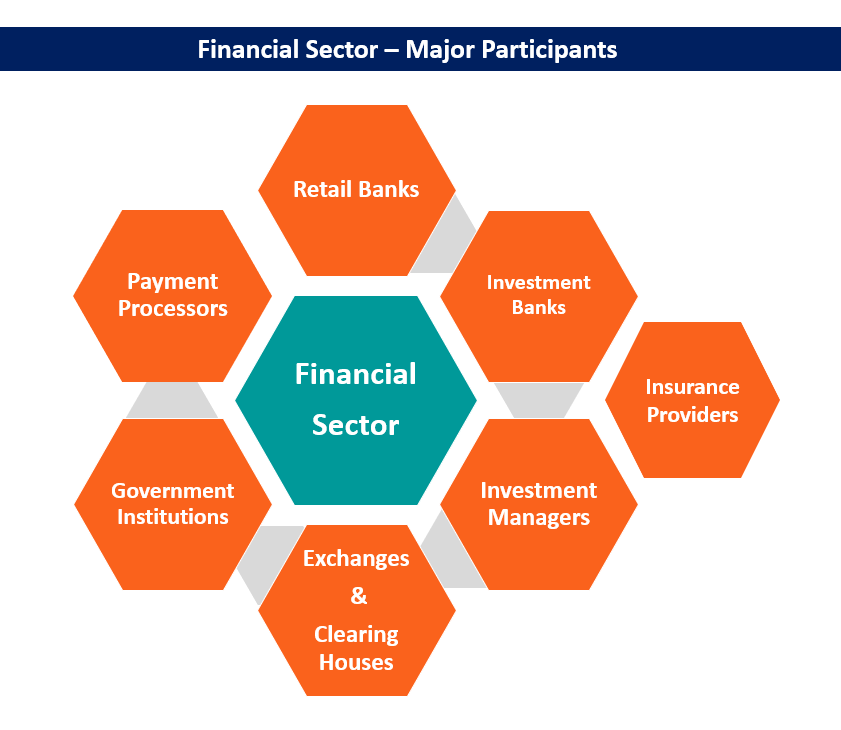 Financial Sector – Major Participants
Retail Banks
Payment
Processors
Investment
Banks
Financial
Sector
Insurance
Providers
Government
Institutions
Investment
Managers
Exchanges
&
Clearing
Houses